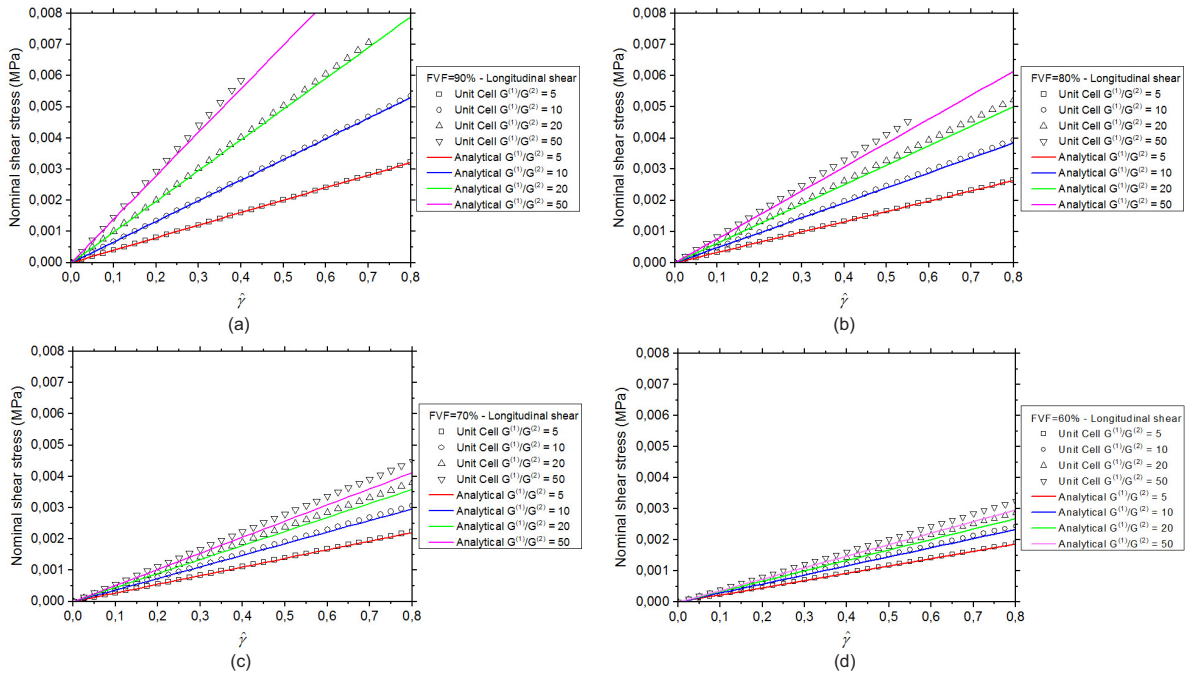 0,008
0,007
0,006
0,005
0,004
0,003
0,002
0,001
0,000
Nominal shear stress (MPa)
0,0 0,1 0,2 0,3 0,4 0,5 0,6 0,7 0,8
γ̂
FVF=90% - Longitudinal shear
Unit Cell G⁽¹⁾/G⁽²⁾ = 5
Unit Cell G⁽¹⁾/G⁽²⁾ = 10
Unit Cell G⁽¹⁾/G⁽²⁾ = 20
Unit Cell G⁽¹⁾/G⁽²⁾ = 50
Analytical G⁽¹⁾/G⁽²⁾ = 5
Analytical G⁽¹⁾/G⁽²⁾ = 10
Analytical G⁽¹⁾/G⁽²⁾ = 20
Analytical G⁽¹⁾/G⁽²⁾ = 50
(a)
0,008
0,007
0,006
0,005
0,004
0,003
0,002
0,001
0,000
Nominal shear stress (MPa)
0,0 0,1 0,2 0,3 0,4 0,5 0,6 0,7 0,8
γ̂
FVF=80% - Longitudinal shear
Unit Cell G⁽¹⁾/G⁽²⁾ = 5
Unit Cell G⁽¹⁾/G⁽²⁾ = 10
Unit Cell G⁽¹⁾/G⁽²⁾ = 20
Unit Cell G⁽¹⁾/G⁽²⁾ = 50
Analytical G⁽¹⁾/G⁽²⁾ = 5
Analytical G⁽¹⁾/G⁽²⁾ = 10
Analytical G⁽¹⁾/G⁽²⁾ = 20
Analytical G⁽¹⁾/G⁽²⁾ = 50
(b)
0,008
0,007
0,006
0,005
0,004
0,003
0,002
0,001
0,000
Nominal shear stress (MPa)
0,0 0,1 0,2 0,3 0,4 0,5 0,6 0,7 0,8
γ̂
FVF=70% - Longitudinal shear
Unit Cell G⁽¹⁾/G⁽²⁾ = 5
Unit Cell G⁽¹⁾/G⁽²⁾ = 10
Unit Cell G⁽¹⁾/G⁽²⁾ = 20
Unit Cell G⁽¹⁾/G⁽²⁾ = 50
Analytical G⁽¹⁾/G⁽²⁾ = 5
Analytical G⁽¹⁾/G⁽²⁾ = 10
Analytical G⁽¹⁾/G⁽²⁾ = 20
Analytical G⁽¹⁾/G⁽²⁾ = 50
(c)
0,008
0,007
0,006
0,005
0,004
0,003
0,002
0,001
0,000
Nominal shear stress (MPa)
0,0 0,1 0,2 0,3 0,4 0,5 0,6 0,7 0,8
γ̂
FVF=60% - Longitudinal shear
Unit Cell G⁽¹⁾/G⁽²⁾ = 5
Unit Cell G⁽¹⁾/G⁽²⁾ = 10
Unit Cell G⁽¹⁾/G⁽²⁾ = 20
Unit Cell G⁽¹⁾/G⁽²⁾ = 50
Analytical G⁽¹⁾/G⁽²⁾ = 5
Analytical G⁽¹⁾/G⁽²⁾ = 10
Analytical G⁽¹⁾/G⁽²⁾ = 20
Analytical G⁽¹⁾/G⁽²⁾ = 50
(d)